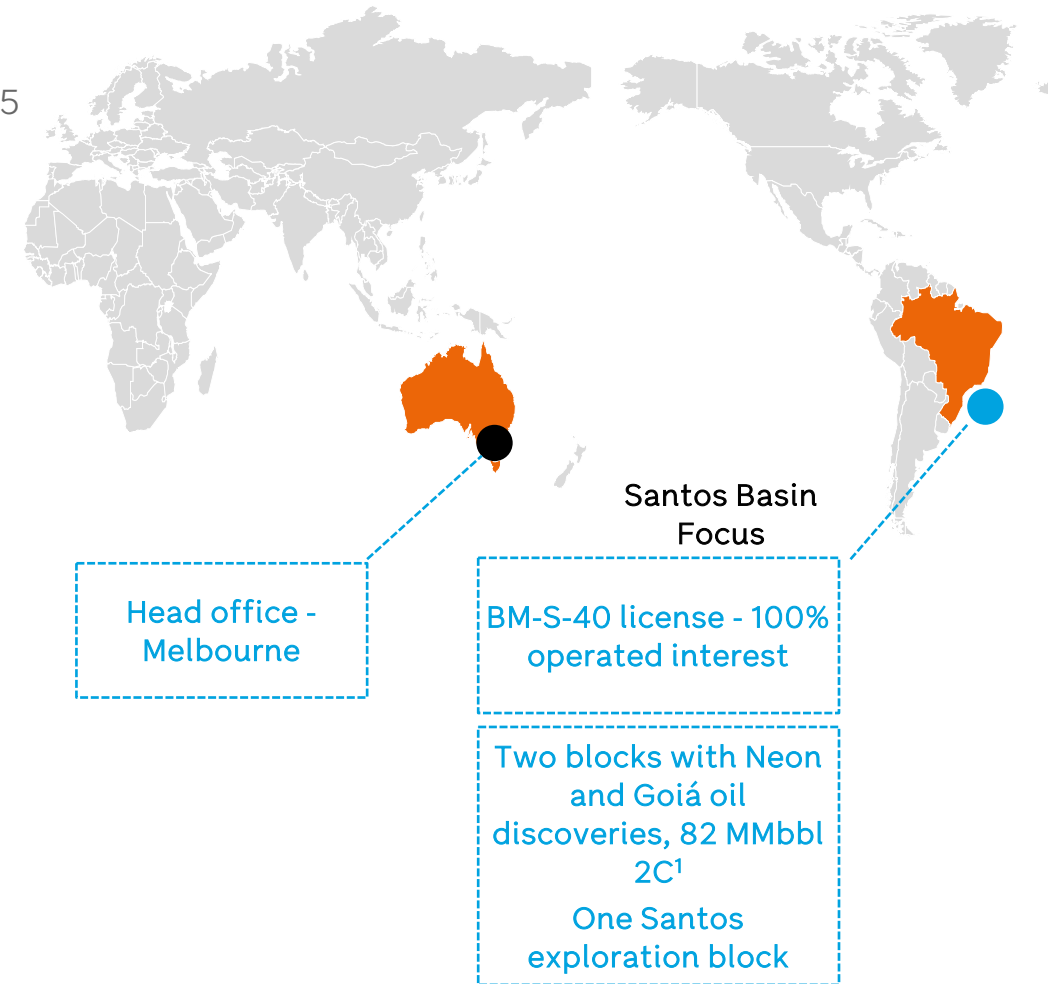 5
Santos Basin
Focus
Head office -
Melbourne
BM-S-40 license - 100%
operated interest
Two blocks with Neon
and Goiá oil
discoveries, 82 MMbbl
2C¹
One Santos
exploration block